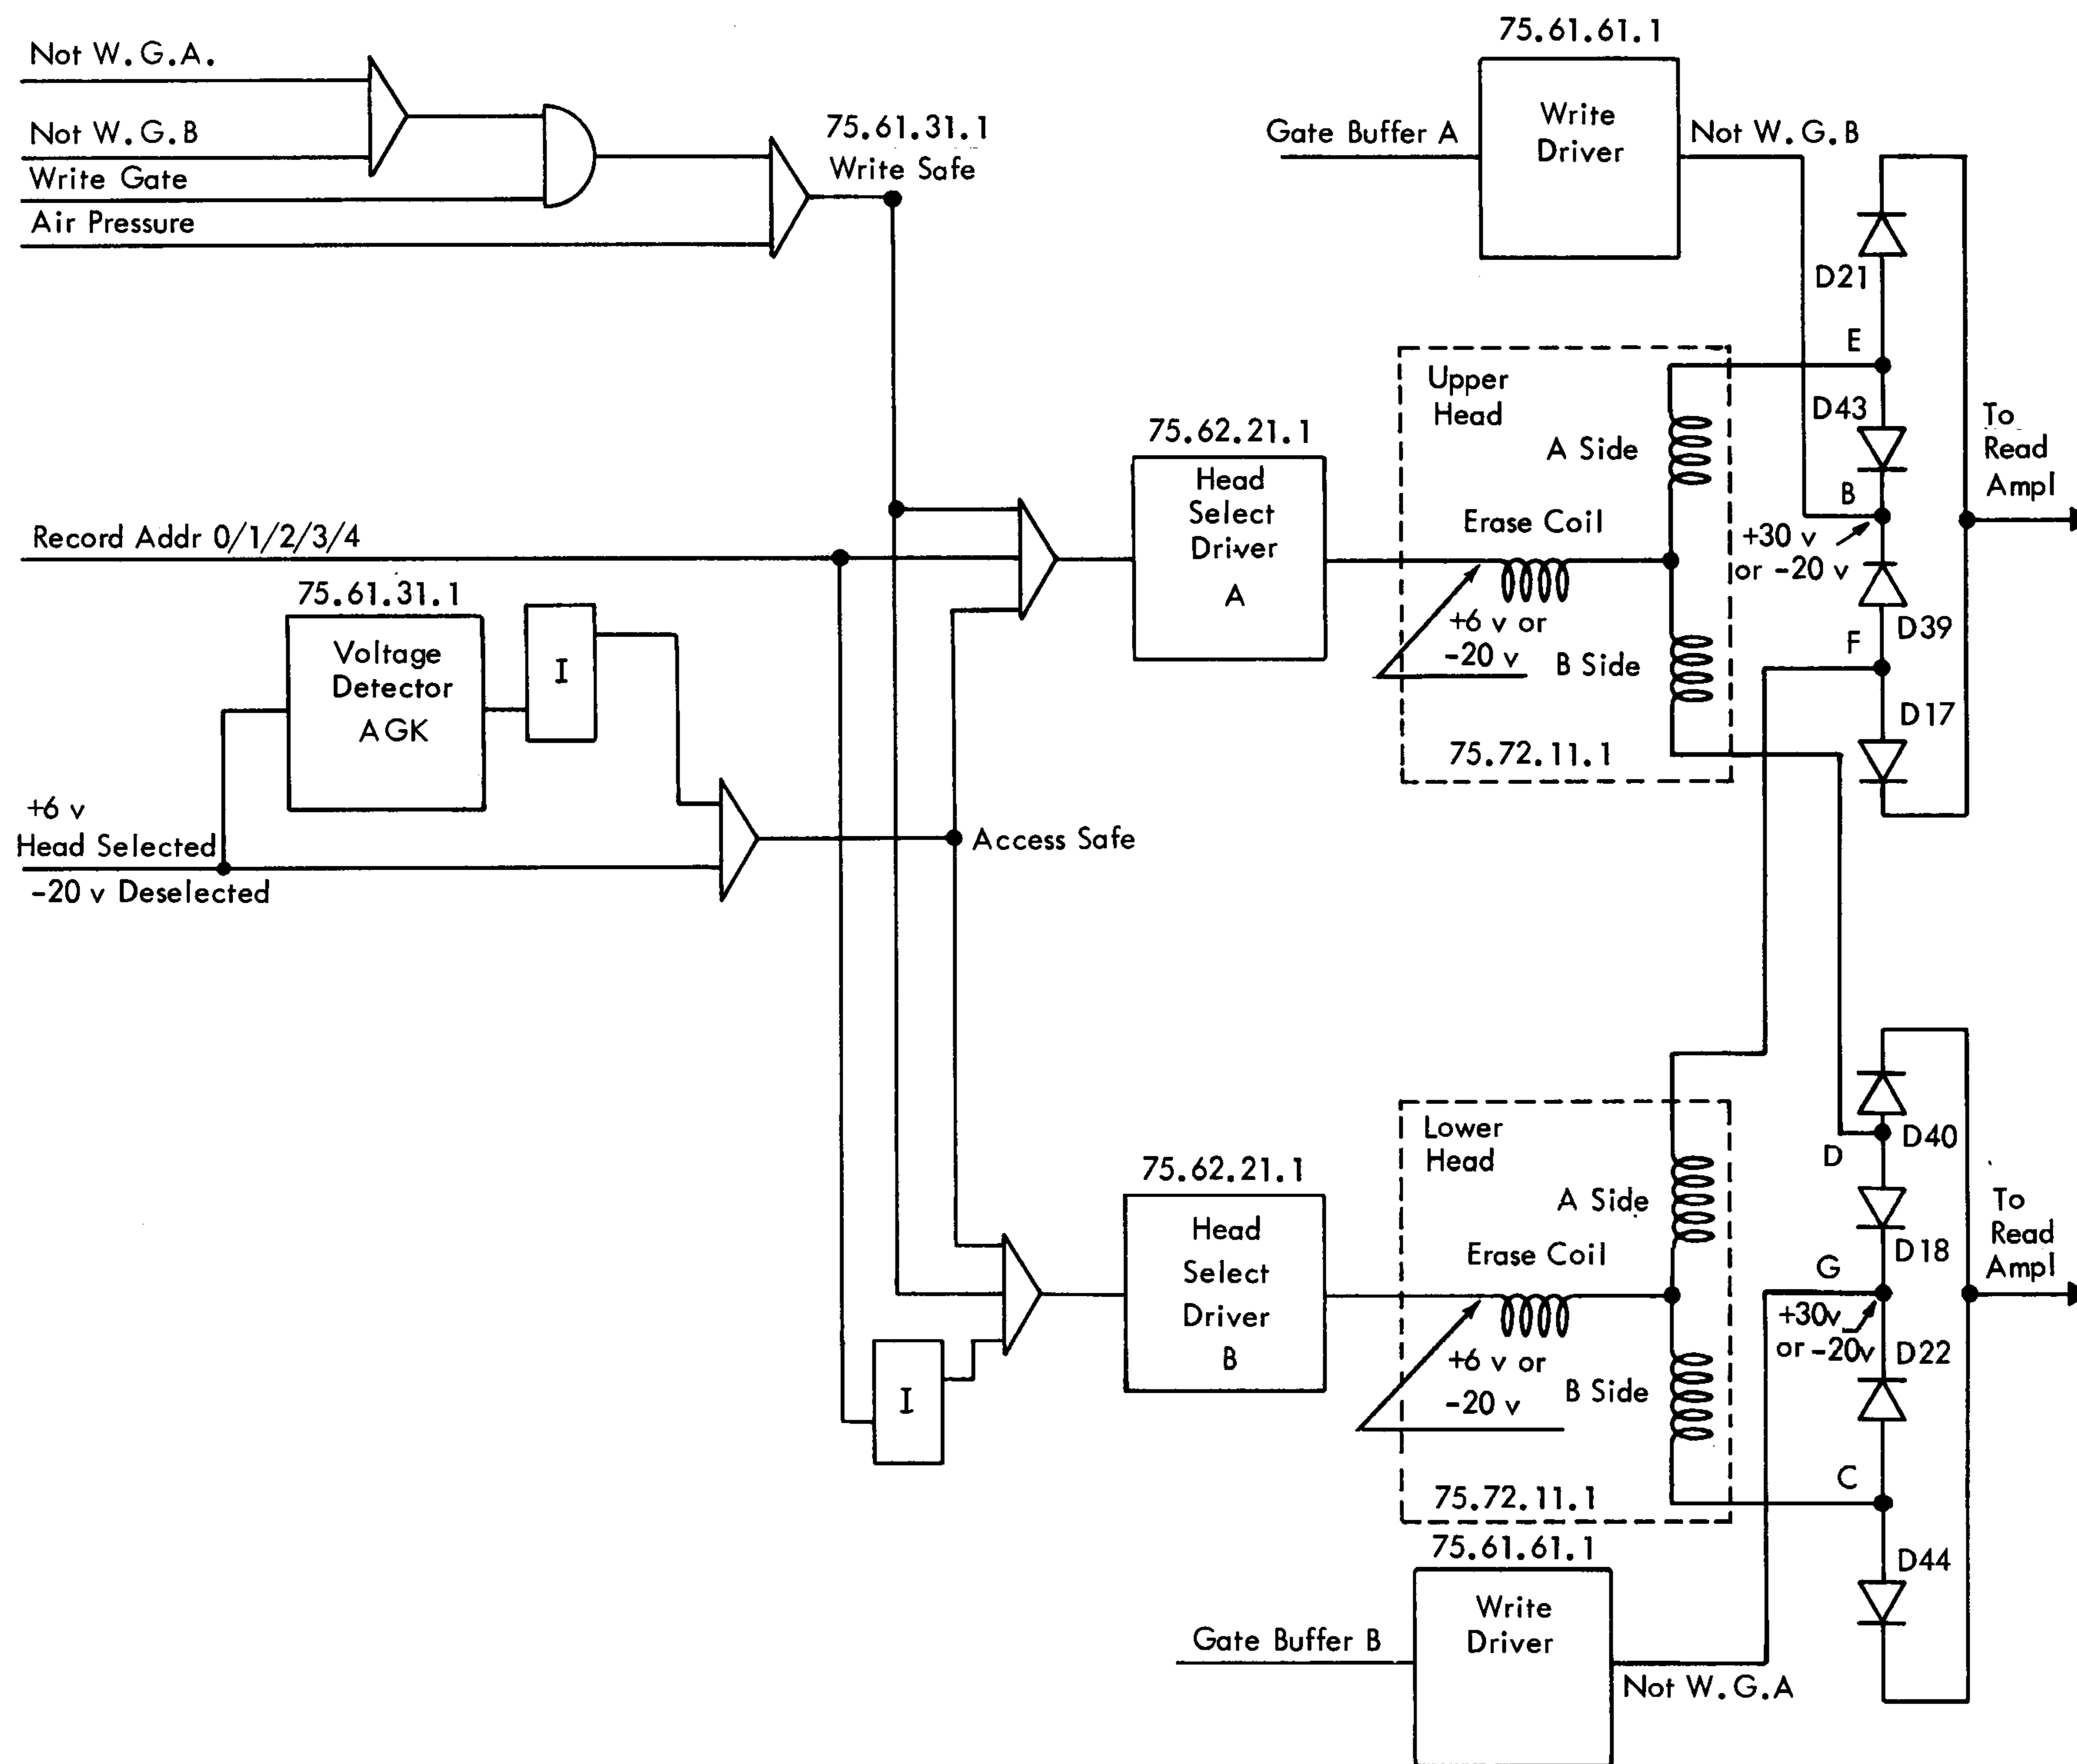 Not W.G.A.
Not W.G.B
Write Gate
Air Pressure
75.61.31.1
Write Safe
Record Addr 0/1/2/3/4
75.61.31.1
Voltage
Detector
AGK
I
+6 v
Head Selected
-20 v Deselected
Access Safe
I
75.62.21.1
Head
Select
Driver
A
75.62.21.1
Head
Select
Driver
B
75.61.61.1
Write
Driver
Gate Buffer A
Not W.G.B
Upper
Head
A Side
Erase Coil
+6 v or
-20 v
B Side
75.72.11.1
D21
E
D43
B
+30 v
or -20 v
D39
F
D17
To
Read
Ampl
Lower
Head
A Side
Erase Coil
+6 v or
-20 v
B Side
75.72.11.1
D40
D
D18
G
+30v
or -20v
D22
C
D44
To
Read
Ampl
75.61.61.1
Write
Driver
Gate Buffer B
Not W.G.A